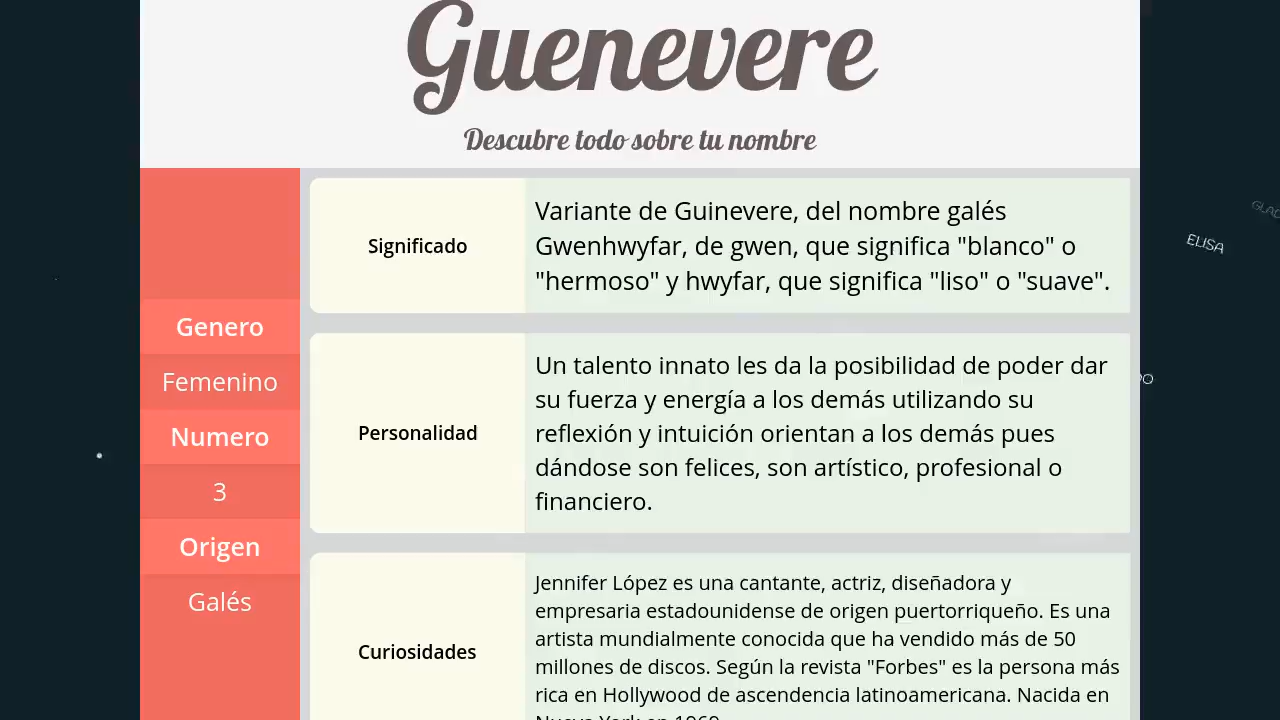 Guenevere
Descubre todo sobre tu nombre
Genero
Femenino
Numero
3
Origen
Galés
Significado
Variante de Guinevere, del nombre galés
Gwenhwyfar, de gwen, que significa "blanco" o
"hermoso" y hwyfar, que significa "liso" o "suave".
Personalidad
Un talento innato les da la posibilidad de poder dar
su fuerza y energía a los demás utilizando su
reflexión y intuición orientan a los demás pues
dándose son felices, son artístico, profesional o
financiero.
Curiosidades
Jennifer López es una cantante, actriz, diseñadora y
empresaria estadounidense de origen puertorriqueño. Es una
artista mundialmente conocida que ha vendido más de 50
millones de discos. Según la revista "Forbes" es la persona más
rica en Hollywood de ascendencia latinoamericana. Nacida en
Nueva York en 1969
ELISA